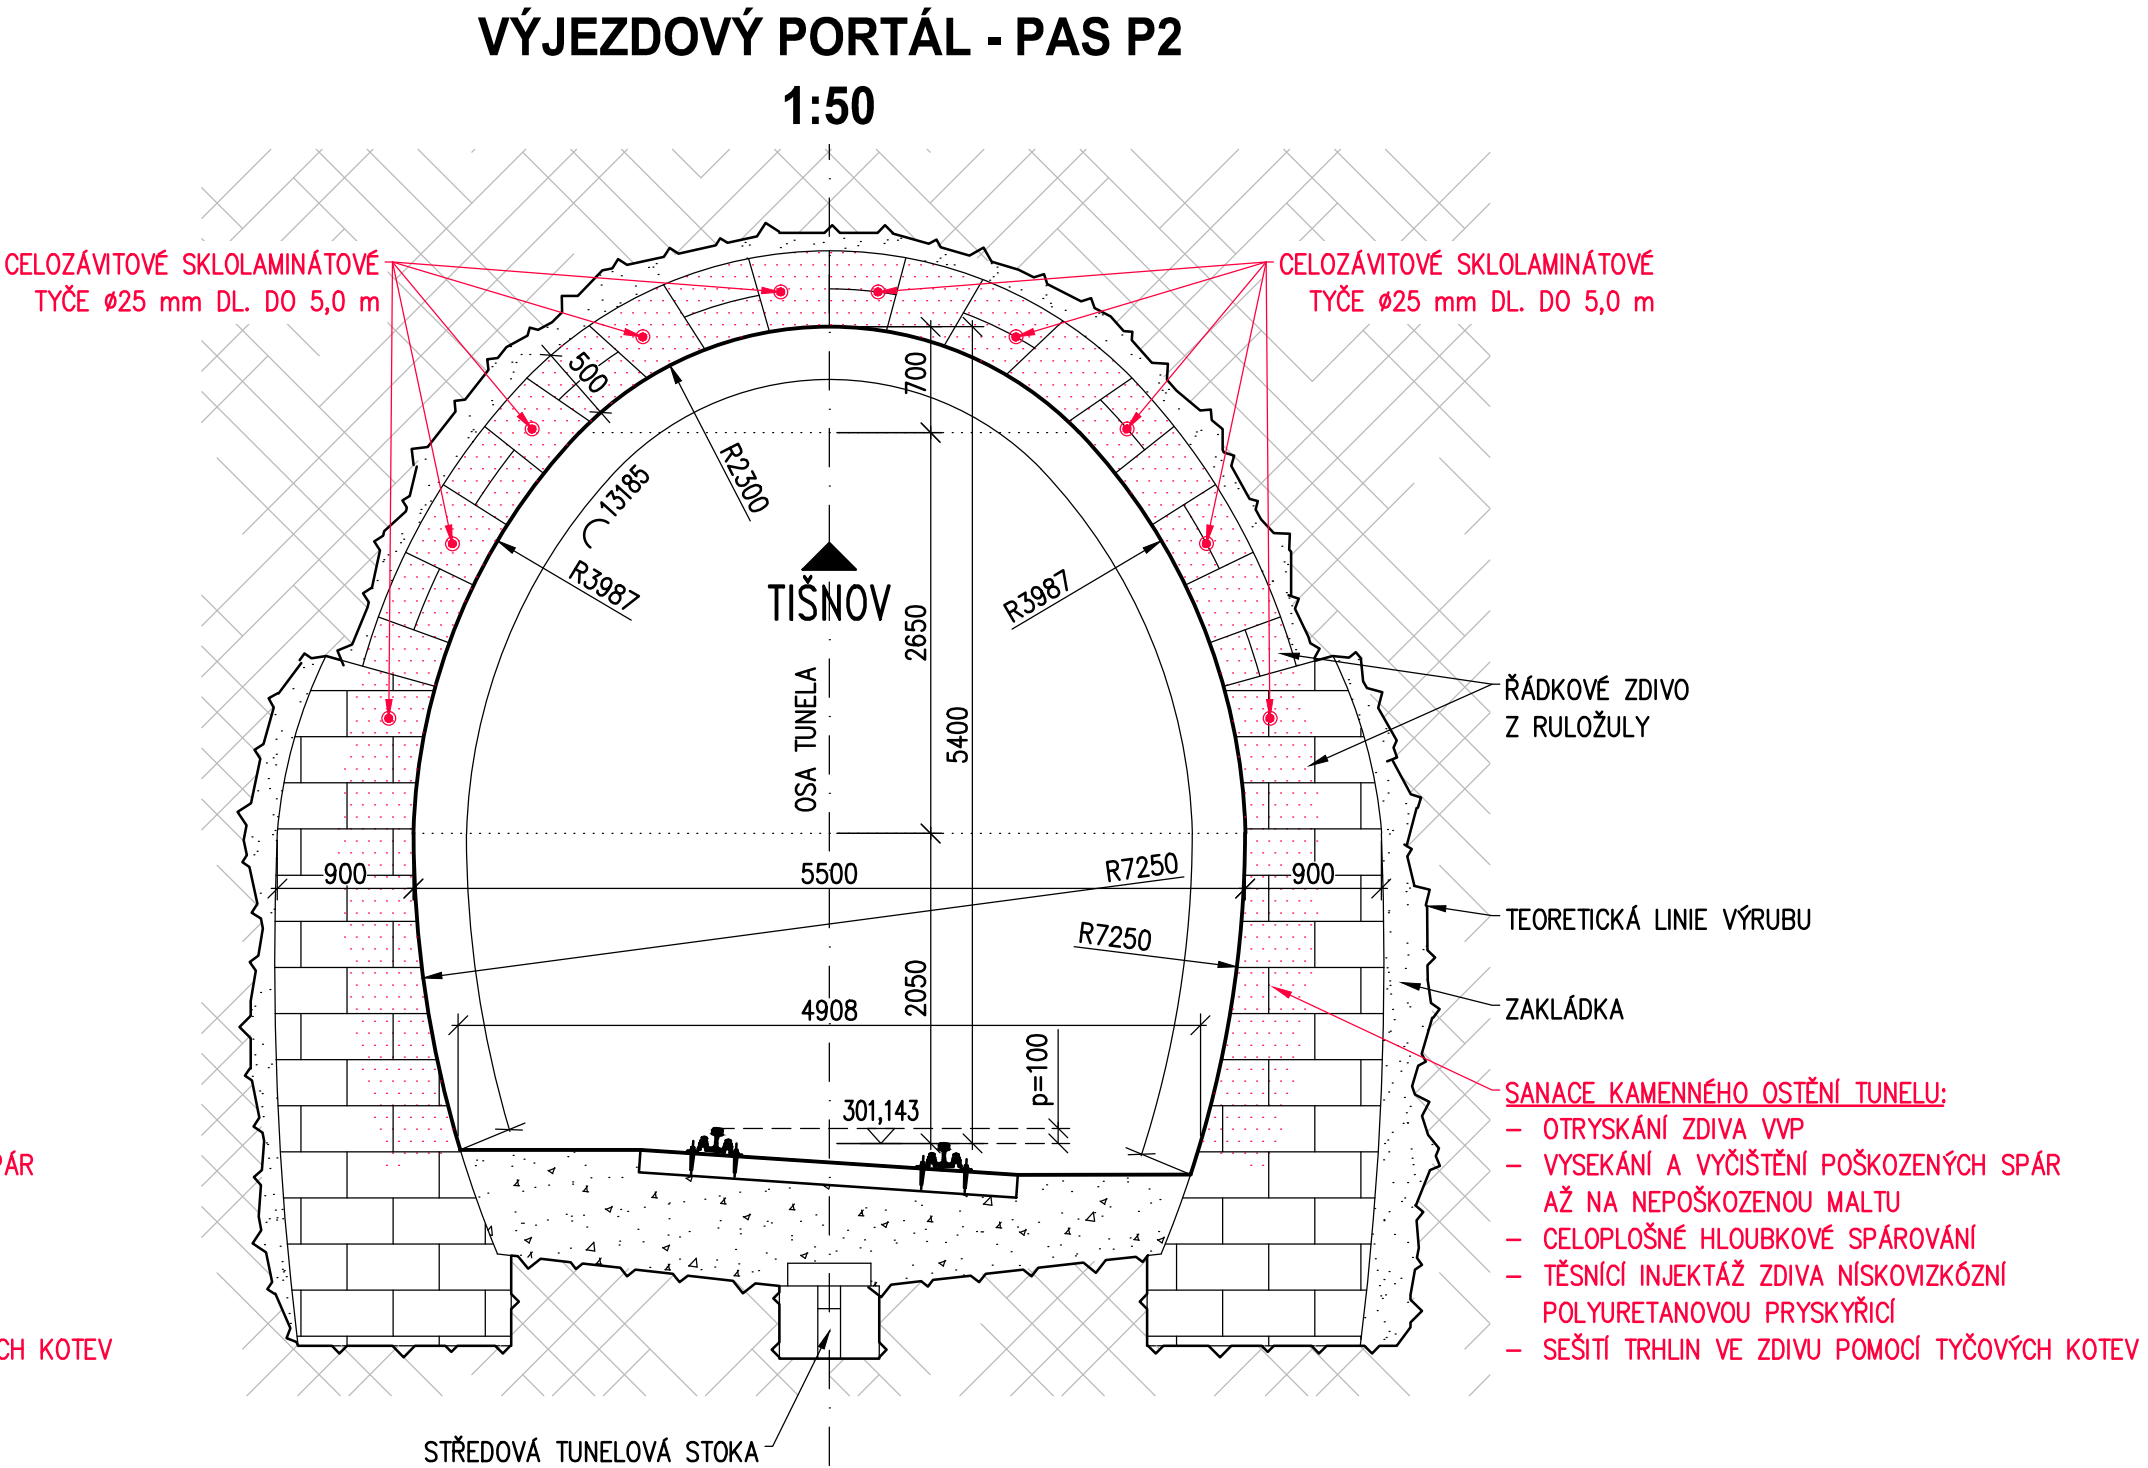 VÝJEZDOVÝ PORTÁL - PAS P2
1:50
CELOZÁVITOVÉ SKLOLAMINÁTOVÉ
TYČE ø25 mm DL. DO 5,0 m
CELOZÁVITOVÉ SKLOLAMINÁTOVÉ
TYČE ø25 mm DL. DO 5,0 m
500
700
R2300
13185
R3987
R3987
TIŠNOV
2650
OSA TUNELA
5400
ŘÁDKOVÉ ZDIVO
Z RULOŽULY
900
5500
R7250
900
TEORETICKÁ LINIE VÝRUBU
R7250
2050
4908
ZAKLÁDKA
p=100
301,143
SANACE KAMENNÉHO OSTĚNÍ TUNELU:
– OTRYSKÁNÍ ZDIVA VVP
– VYSEKÁNÍ A VYČIŠTĚNÍ POŠKOZENÝCH SPÁR
AŽ NA NEPOŠKOZENOU MALTU
– CELOPLOŠNÉ HLOUBKOVÉ SPÁROVÁNÍ
– TĚSNÍCÍ INJEKTÁŽ ZDIVA NÍSKOVIZKÓZNÍ
POLYURETANOVOU PRYSKYŘICÍ
– SEŠITÍ TRHLIN VE ZDIVU POMOCÍ TYČOVÝCH KOTEV
PÁR
CH KOTEV
STŘEDOVÁ TUNELOVÁ STOKA